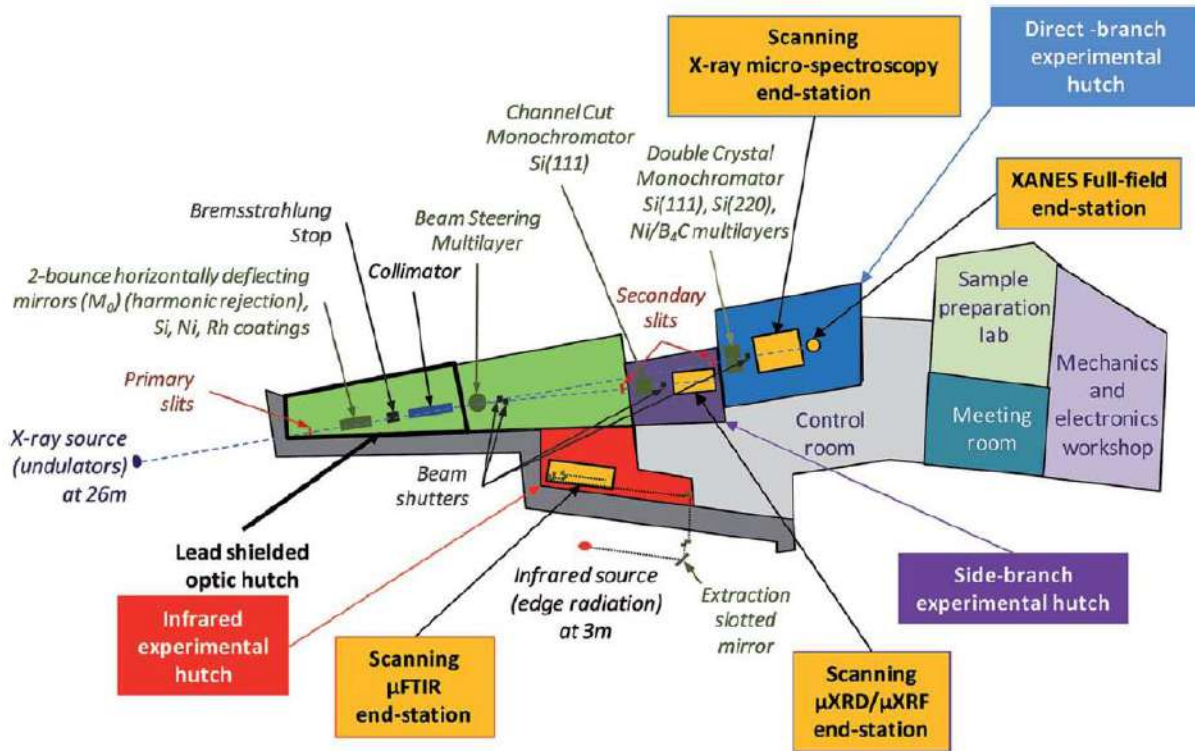 Scanning
X-ray micro-spectroscopy
end-station
Direct -branch
experimental
hutch
Channel Cut
Monochromator
Si(111)
Double Crystal
Monochromator
Si(111), Si(220),
Ni/B₄C multilayers
XANES Full-field
end-station
Bremsstrahlung
Stop
Beam Steering
Multilayer
2-bounce horizontally deflecting
mirrors (M₀) (harmonic rejection),
Si, Ni, Rh coatings
Collimator
Secondary
slits
Sample
preparation
lab
Primary
slits
Mechanics
and
electronics
workshop
Meeting
room
Control
room
X-ray source
(undulators)
at 26m
Beam
shutters
Lead shielded
optic hutch
Infrared source
(edge radiation)
at 3m
Extraction
slotted
mirror
Side-branch
experimental hutch
Infrared
experimental
hutch
Scanning
µFTIR
end-station
Scanning
µXRD/µXRF
end-station